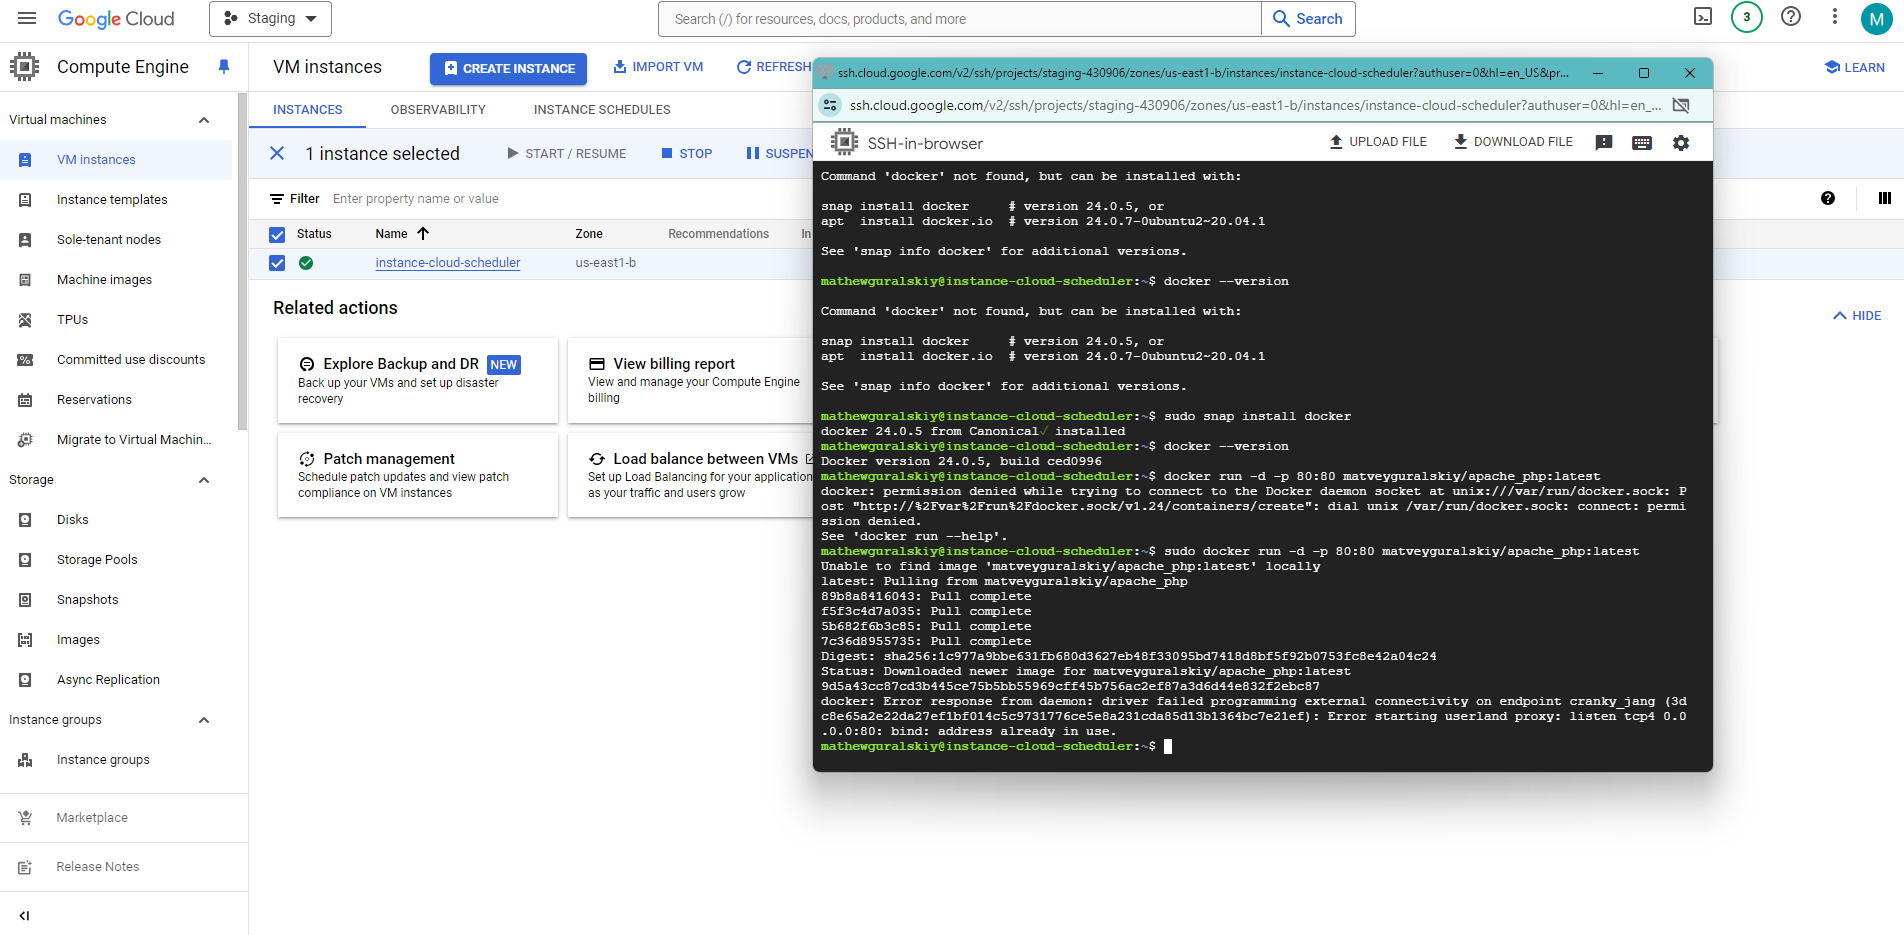 Google Cloud
Staging
Search (/) for resources, docs, products, and more
Search
3
M
Compute Engine
VM instances
CREATE INSTANCE
IMPORT VM
REFRESH
LEARN
INSTANCES
OBSERVABILITY
INSTANCE SCHEDULES
1 instance selected
START / RESUME
STOP
SUSPEN
Filter
Enter property name or value
Status
Name
Zone
Recommendations
In
instance-cloud-scheduler
us-east1-b
Related actions
HIDE
Explore Backup and DR NEW
Back up your VMs and set up disaster
recovery
View billing report
View and manage your Compute Engine
billing
Patch management
Schedule patch updates and view patch
compliance on VM instances
Load balance between VMs
Set up Load Balancing for your application
as your traffic and users grow
Virtual machines
VM instances
Instance templates
Sole-tenant nodes
Machine images
TPUs
Committed use discounts
Reservations
Migrate to Virtual Machin...
Storage
Disks
Storage Pools
Snapshots
Images
Async Replication
Instance groups
Instance groups
Marketplace
Release Notes
ssh.cloud.google.com/v2/ssh/projects/staging-430906/zones/us-east1-b/instances/instance-cloud-scheduler?authuser=0&hl=en_US&pr...
ssh.cloud.google.com/v2/ssh/projects/staging-430906/zones/us-east1-b/instances/instance-cloud-scheduler?authuser=0&hl=en_...
SSH-in-browser
UPLOAD FILE
DOWNLOAD FILE
Command 'docker' not found, but can be installed with:
snap install docker # version 24.0.5, or
apt install docker.io # version 24.0.7-0ubuntu2~20.04.1
See 'snap info docker' for additional versions.
mathewguralskiy@instance-cloud-scheduler:~$ docker --version
Command 'docker' not found, but can be installed with:
snap install docker # version 24.0.5, or
apt install docker.io # version 24.0.7-0ubuntu2~20.04.1
See 'snap info docker' for additional versions.
mathewguralskiy@instance-cloud-scheduler:~$ sudo snap install docker
docker 24.0.5 from Canonical✓ installed
mathewguralskiy@instance-cloud-scheduler:~$ docker --version
Docker version 24.0.5, build ced0996
mathewguralskiy@instance-cloud-scheduler:~$ docker run -d -p 80:80 matveyguralskiy/apache_php:latest
docker: permission denied while trying to connect to the Docker daemon socket at unix:///var/run/docker.sock: P
ost "http://%2Fvar%2Frun%2Fdocker.sock/v1.24/containers/create": dial unix /var/run/docker.sock: connect: permi
ssion denied.
See 'docker run --help'.
mathewguralskiy@instance-cloud-scheduler:~$ sudo docker run -d -p 80:80 matveyguralskiy/apache_php:latest
Unable to find image 'matveyguralskiy/apache_php:latest' locally
latest: Pulling from matveyguralskiy/apache_php
89b8a8416043: Pull complete
f5f3c4d7a035: Pull complete
5b682f6b3c85: Pull complete
7c36d8955735: Pull complete
Digest: sha256:1c977a9bbe631fb680d3627eb48f33095bd7418d8bf5f92b0753fc8e42a04c24
Status: Downloaded newer image for matveyguralskiy/apache_php:latest
9d5a43cc87cd3b445ce75b5bb55969cff45b756ac2ef87a3d6d44e832f2ebc87
docker: Error response from daemon: driver failed programming external connectivity on endpoint cranky_jang (3d
c8e65a2e22da27ef1bf014c5c9731776ce5e8a231cda85d13b1364bc7e21ef): Error starting userland proxy: listen tcp4 0.0
.0.0:80: bind: address already in use.
mathewguralskiy@instance-cloud-scheduler:~$